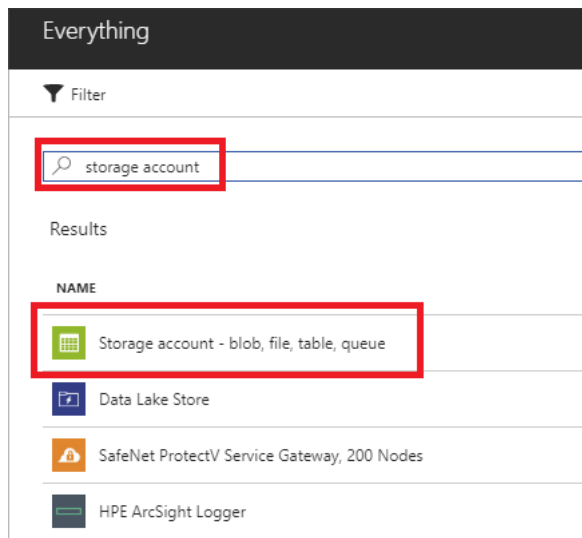 Everything
Filter
storage account
Results
NAME
Storage account - blob, file, table, queue
Data Lake Store
SafeNet ProtectV Service Gateway, 200 Nodes
HPE ArcSight Logger